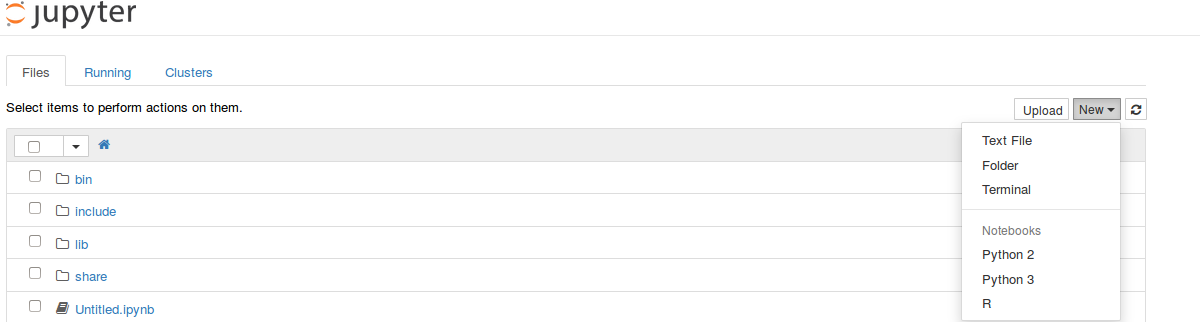 jupyter
Files Running Clusters
Select items to perform actions on them.
Upload New
Text File
Folder
Terminal
Notebooks
Python 2
Python 3
R
bin
include
lib
share
Untitled.ipynb